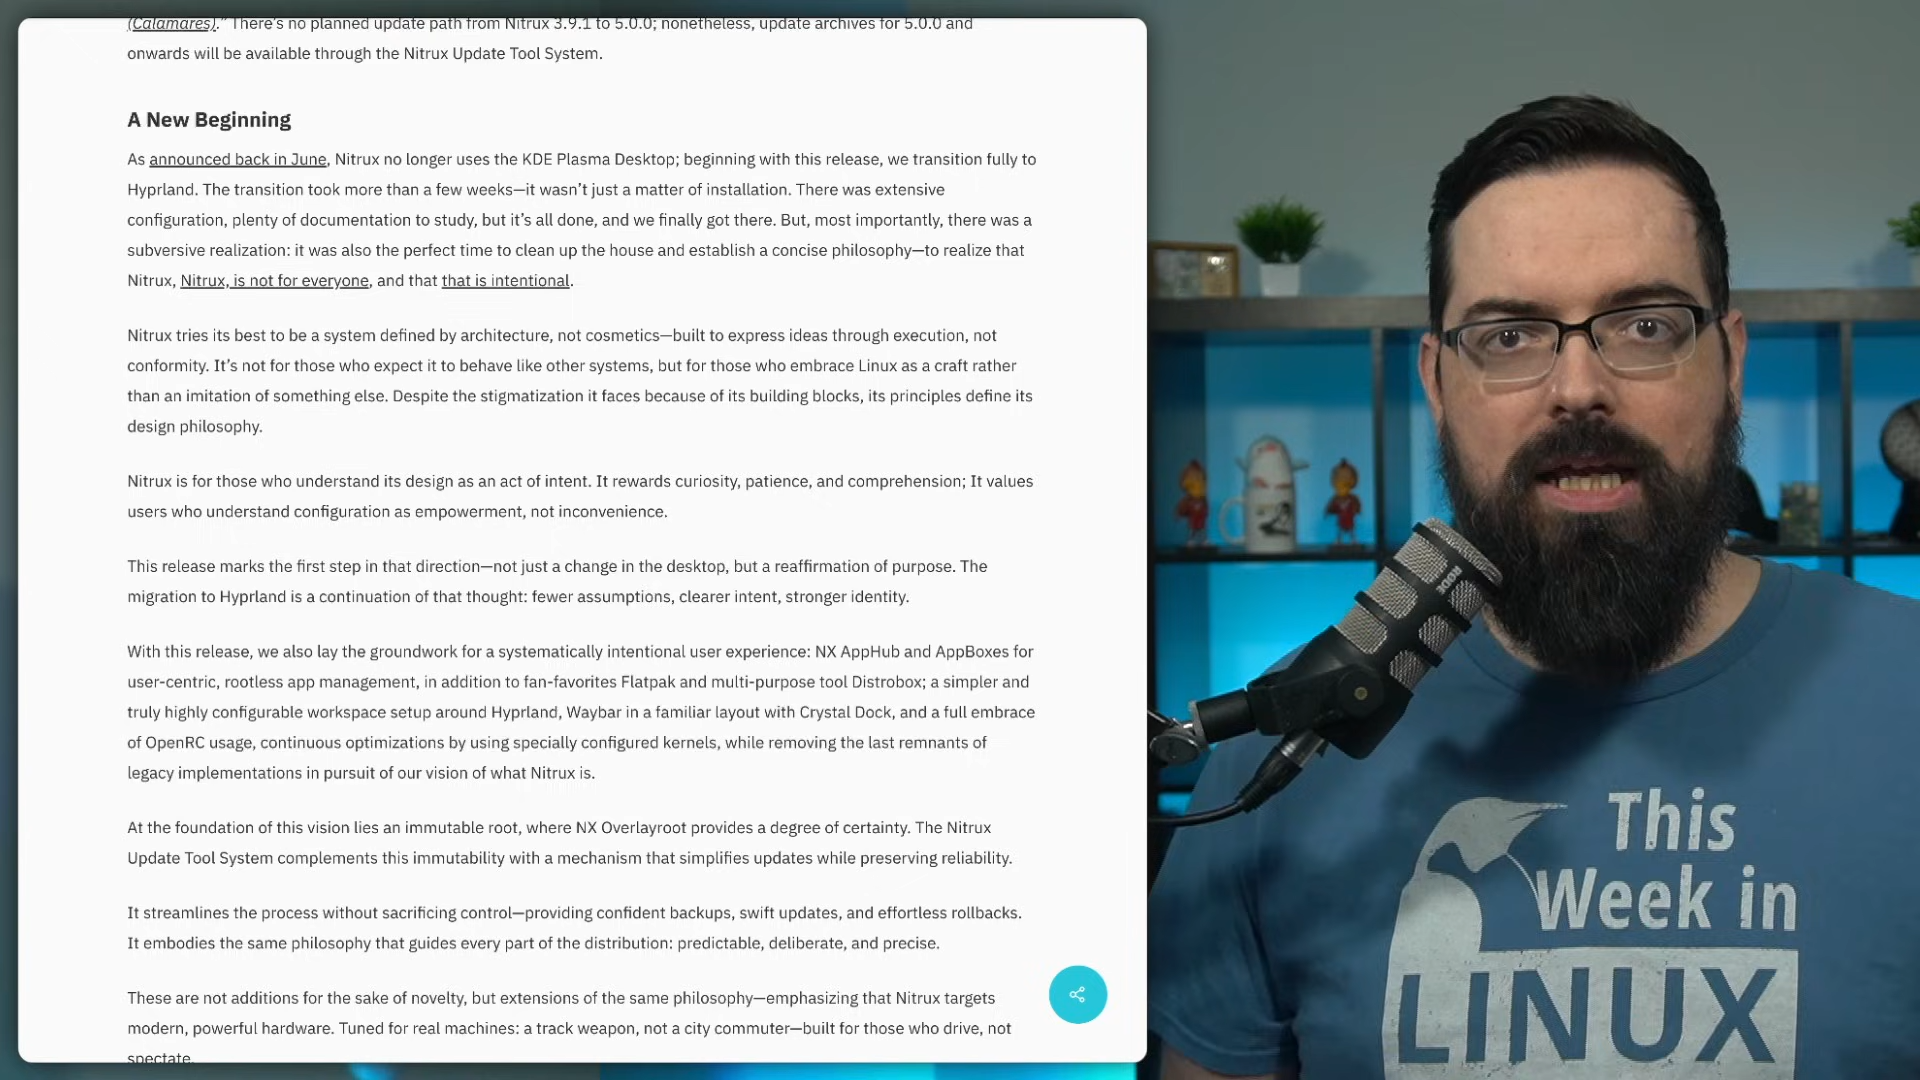 (Calamares)." There's no planned update path from Nitrux 3.9.1 to 5.0.0; nonetheless, update archives for 5.0.0 and
onwards will be available through the Nitrux Update Tool System.
A New Beginning
As announced back in June, Nitrux no longer uses the KDE Plasma Desktop; beginning with this release, we transition fully to
Hyprland. The transition took more than a few weeks—it wasn't just a matter of installation. There was extensive
configuration, plenty of documentation to study, but it's all done, and we finally got there. But, most importantly, there was a
subversive realization: it was also the perfect time to clean up the house and establish a concise philosophy—to realize that
Nitrux, Nitrux, is not for everyone, and that that is intentional.
Nitrux tries its best to be a system defined by architecture, not cosmetics—built to express ideas through execution, not
conformity. It's not for those who expect it to behave like other systems, but for those who embrace Linux as a craft rather
than an imitation of something else. Despite the stigmatization it faces because of its building blocks, its principles define its
design philosophy.
Nitrux is for those who understand its design as an act of intent. It rewards curiosity, patience, and comprehension; It values
users who understand configuration as empowerment, not inconvenience.
This release marks the first step in that direction—not just a change in the desktop, but a reaffirmation of purpose. The
migration to Hyprland is a continuation of that thought: fewer assumptions, clearer intent, stronger identity.
With this release, we also lay the groundwork for a systematically intentional user experience: NX AppHub and AppBoxes for
user-centric, rootless app management, in addition to fan-favorites Flatpak and multi-purpose tool Distrobox; a simpler and
truly highly configurable workspace setup around Hyprland, Waybar in a familiar layout with Crystal Dock, and a full embrace
of OpenRC usage, continuous optimizations by using specially configured kernels, while removing the last remnants of
legacy implementations in pursuit of our vision of what Nitrux is.
At the foundation of this vision lies an immutable root, where NX Overlayroot provides a degree of certainty. The Nitrux
Update Tool System complements this immutability with a mechanism that simplifies updates while preserving reliability.
It streamlines the process without sacrificing control—providing confident backups, swift updates, and effortless rollbacks.
It embodies the same philosophy that guides every part of the distribution: predictable, deliberate, and precise.
These are not additions for the sake of novelty, but extensions of the same philosophy—emphasizing that Nitrux targets
modern, powerful hardware. Tuned for real machines: a track weapon, not a city commuter—built for those who drive, not
spectate.
RØDE
This
Week in
LINUX